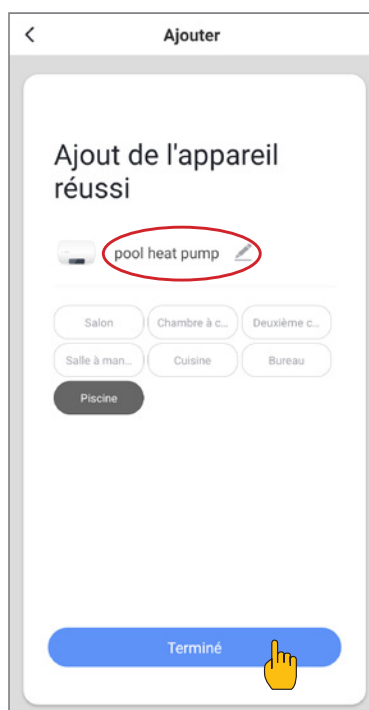 Ajouter
Ajout de l'appareil
réussi
pool heat pump
Salon Chambre à c... Deuxième c...
Salle à man... Cuisine Bureau
Piscine
Terminé